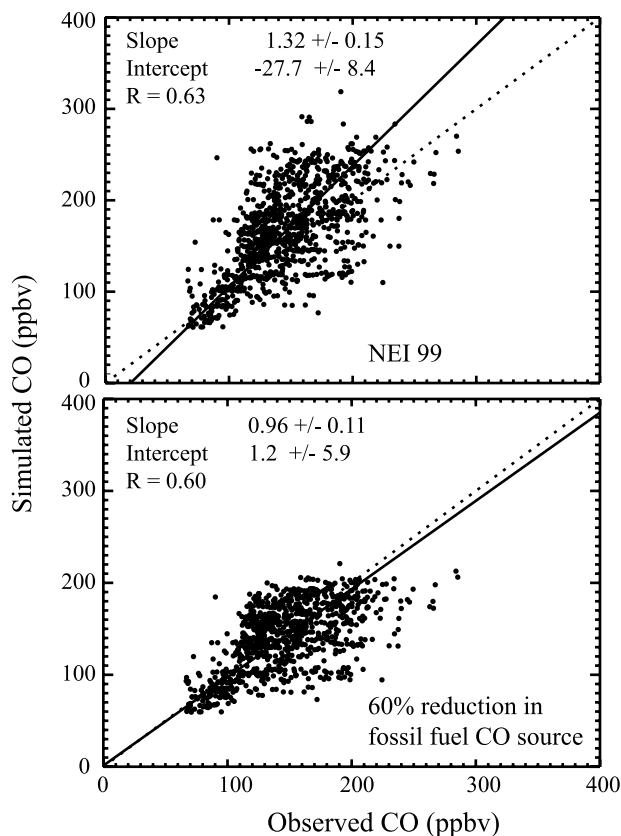 400
300
200
100
0
Slope 1.32 +/- 0.15
Intercept -27.7 +/- 8.4
R = 0.63
NEI 99
Simulated CO (ppbv)
400
300
200
100
0
Slope 0.96 +/- 0.11
Intercept 1.2 +/- 5.9
R = 0.60
60% reduction in
fossil fuel CO source
0 100 200 300 400
Observed CO (ppbv)